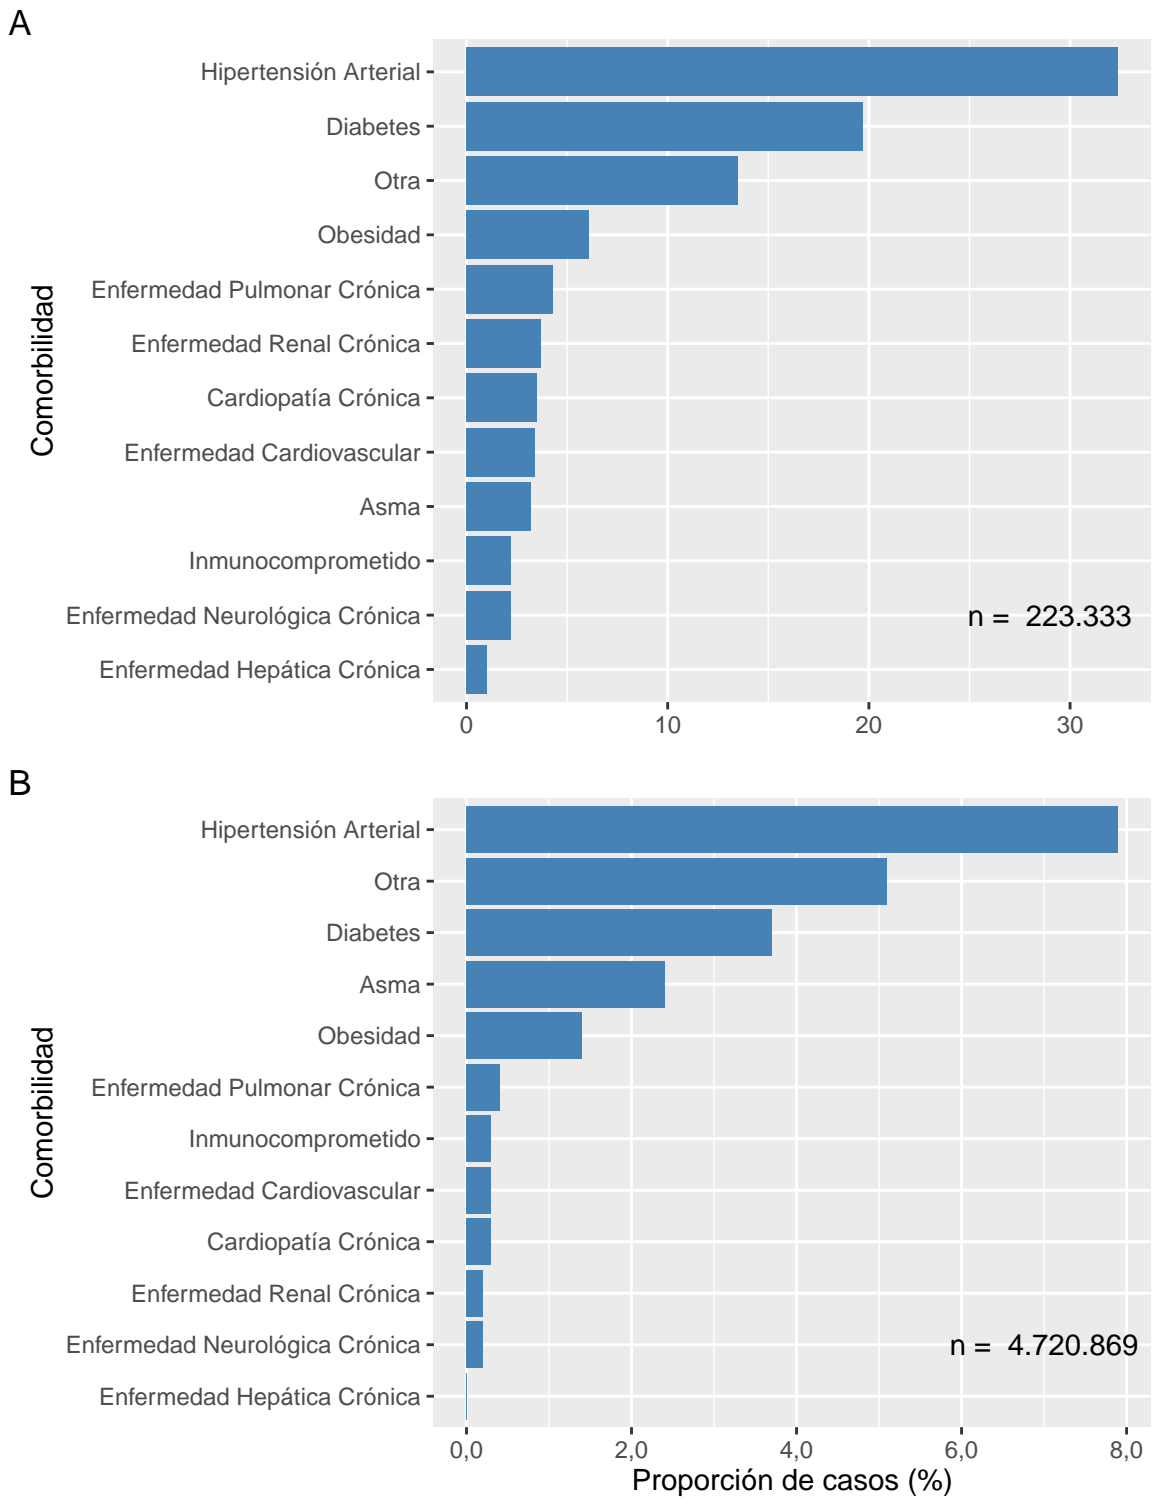 A
Hipertensión Arterial
Diabetes
Otra
Obesidad
Enfermedad Pulmonar Crónica
Enfermedad Renal Crónica
Cardiopatía Crónica
Enfermedad Cardiovascular
Asma
Inmunocomprometido
Enfermedad Neurológica Crónica
Enfermedad Hepática Crónica
Comorbilidad
n = 223.333
0 10 20 30
B
Hipertensión Arterial
Otra
Diabetes
Asma
Obesidad
Enfermedad Pulmonar Crónica
Inmunocomprometido
Enfermedad Cardiovascular
Cardiopatía Crónica
Enfermedad Renal Crónica
Enfermedad Neurológica Crónica
Enfermedad Hepática Crónica
Comorbilidad
n = 4.720.869
0,0 2,0 4,0 6,0 8,0
Proporción de casos (%)